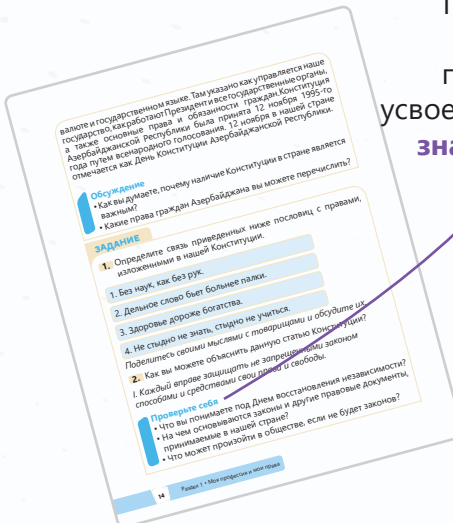 Т
п
усвое
зна
валюте и государственном языке. Там указано как управляется наше
государство, как работают Президент и все государственные органы,
а также основные права и обязанности граждан. Конституция
Азербайджанской Республики была принята 12 ноября 1995-го
года путем всенародного голосования. 12 ноября в нашей стране
отмечается как День Конституции Азербайджанской Республики.
Обсуждение
• Как вы думаете, почему наличие Конституции в стране является
важным?
• Какие права граждан Азербайджана вы можете перечислить?
ЗАДАНИЕ
1. Определите связь приведенных ниже пословиц с правами,
изложенными в нашей Конституции.
1. Без наук, как без рук.
2. Дельное слово бьет больнее палки.
3. Здоровье дороже богатства.
4. Не стыдно не знать, стыдно не учиться.
Поделитесь своими мыслями с товарищами и обсудите их.
2. Как вы можете объяснить данную статью Конституции?
I. Каждый вправе защищать не запрещенными законом
способами и средствами свои права и свободы.
Проверьте себя
• Что вы понимаете под Днем восстановления независимости?
• На чем основываются законы и другие правовые документы,
принимаемые в нашей стране?
• Что может произойти в обществе, если не будет законов?
14 Раздел 1 • Моя профессия и мои права